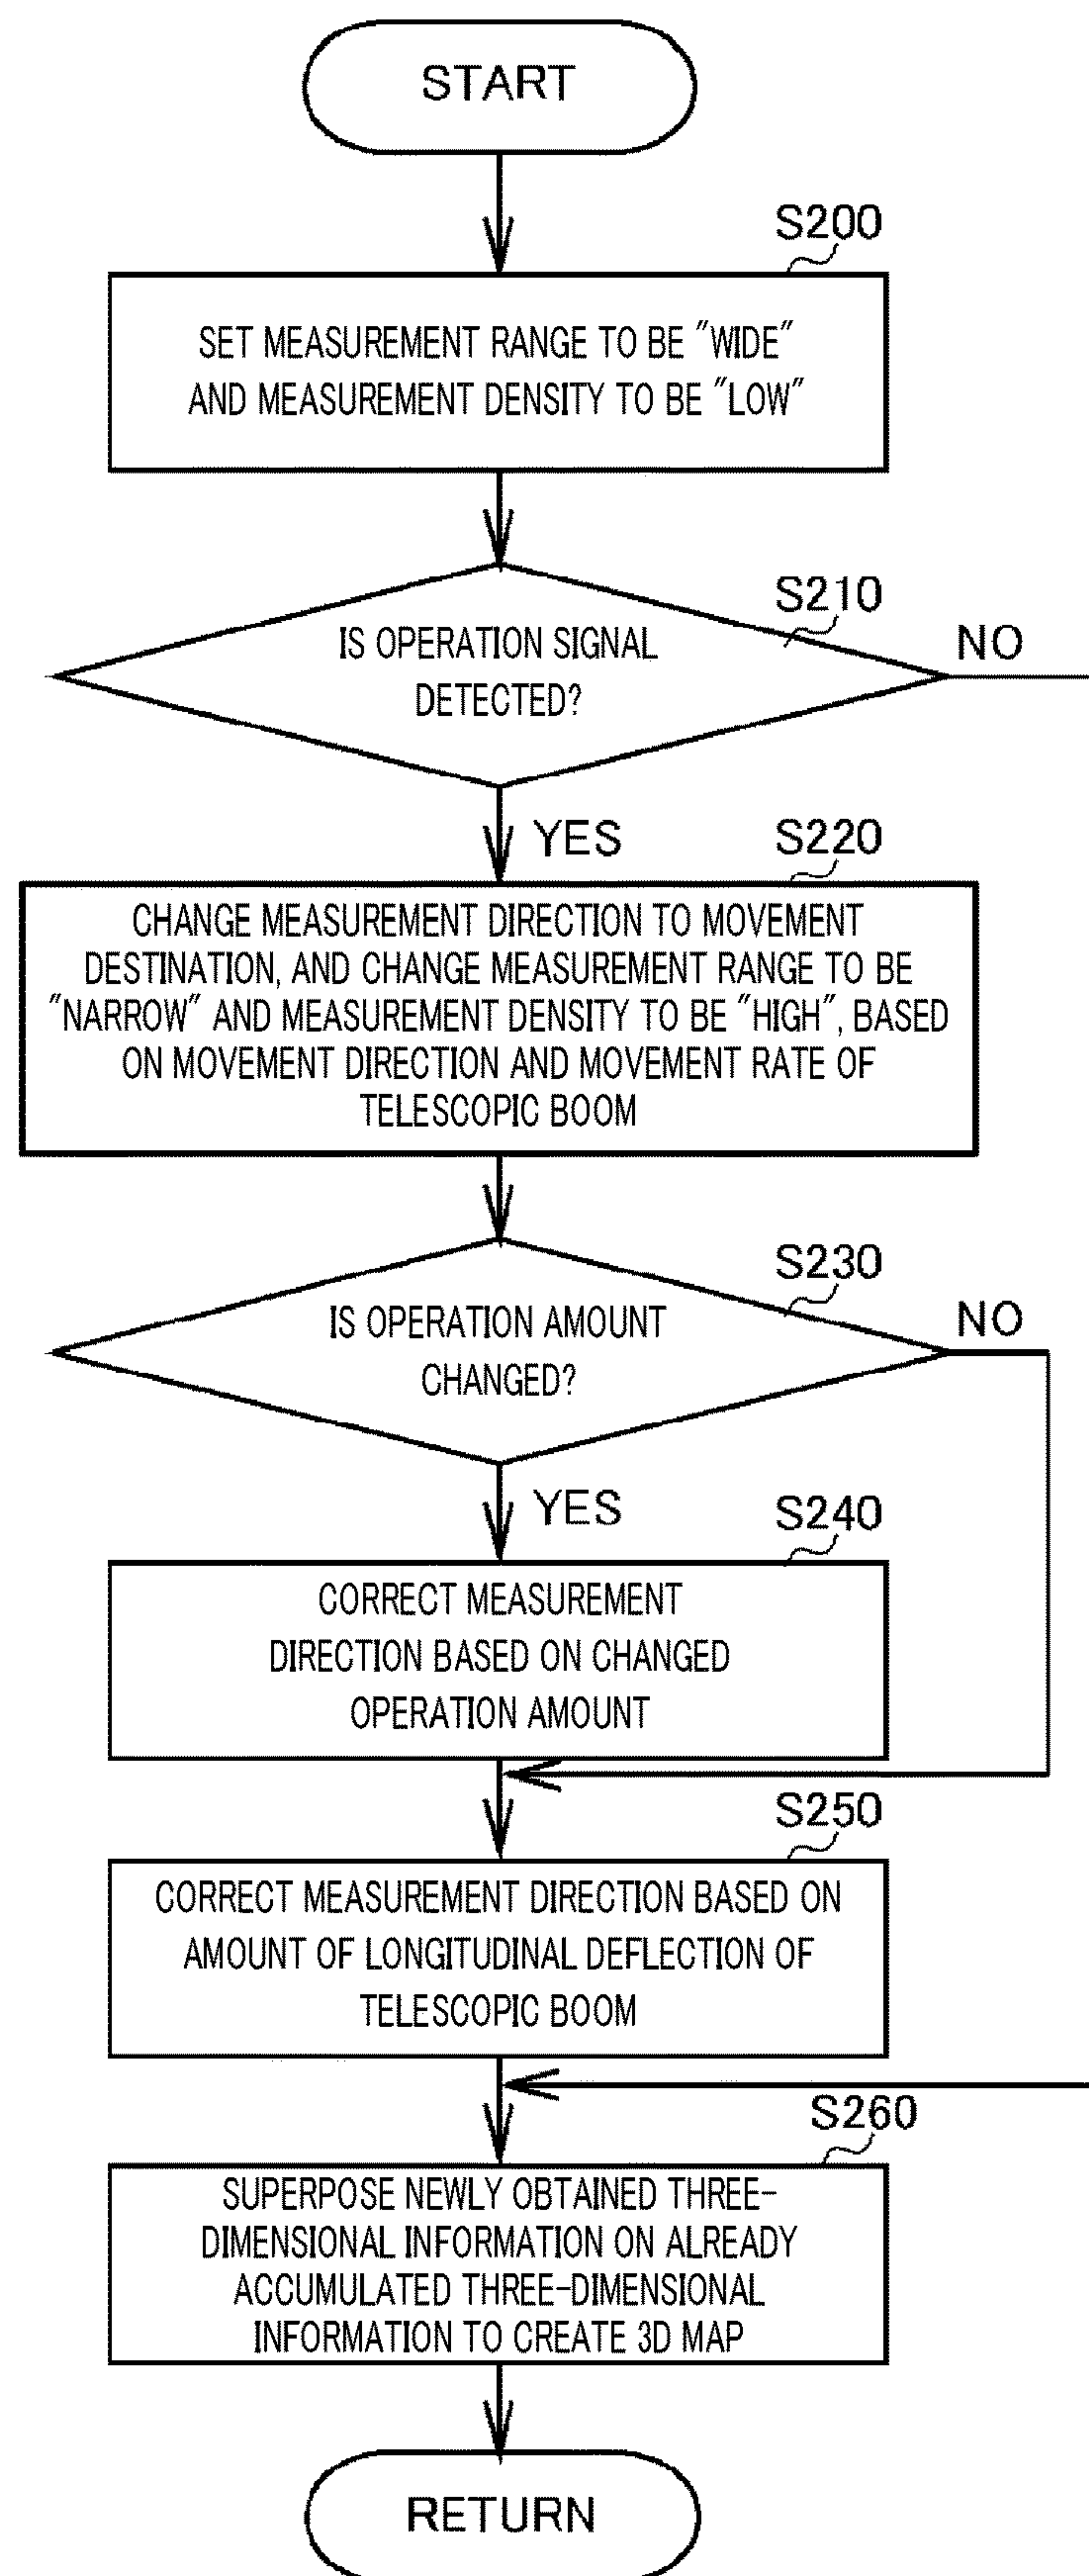 START
S200
SET MEASUREMENT RANGE TO BE "WIDE"
AND MEASUREMENT DENSITY TO BE "LOW"
S210
IS OPERATION SIGNAL
DETECTED?
NO
YES
S220
CHANGE MEASUREMENT DIRECTION TO MOVEMENT
DESTINATION, AND CHANGE MEASUREMENT RANGE TO BE
"NARROW" AND MEASUREMENT DENSITY TO BE "HIGH", BASED
ON MOVEMENT DIRECTION AND MOVEMENT RATE OF
TELESCOPIC BOOM
S230
IS OPERATION AMOUNT
CHANGED?
NO
YES
S240
CORRECT MEASUREMENT
DIRECTION BASED ON CHANGED
OPERATION AMOUNT
S250
CORRECT MEASUREMENT DIRECTION BASED ON
AMOUNT OF LONGITUDINAL DEFLECTION OF
TELESCOPIC BOOM
S260
SUPERPOSE NEWLY OBTAINED THREE-
DIMENSIONAL INFORMATION ON ALREADY
ACCUMULATED THREE-DIMENSIONAL
INFORMATION TO CREATE 3D MAP
RETURN